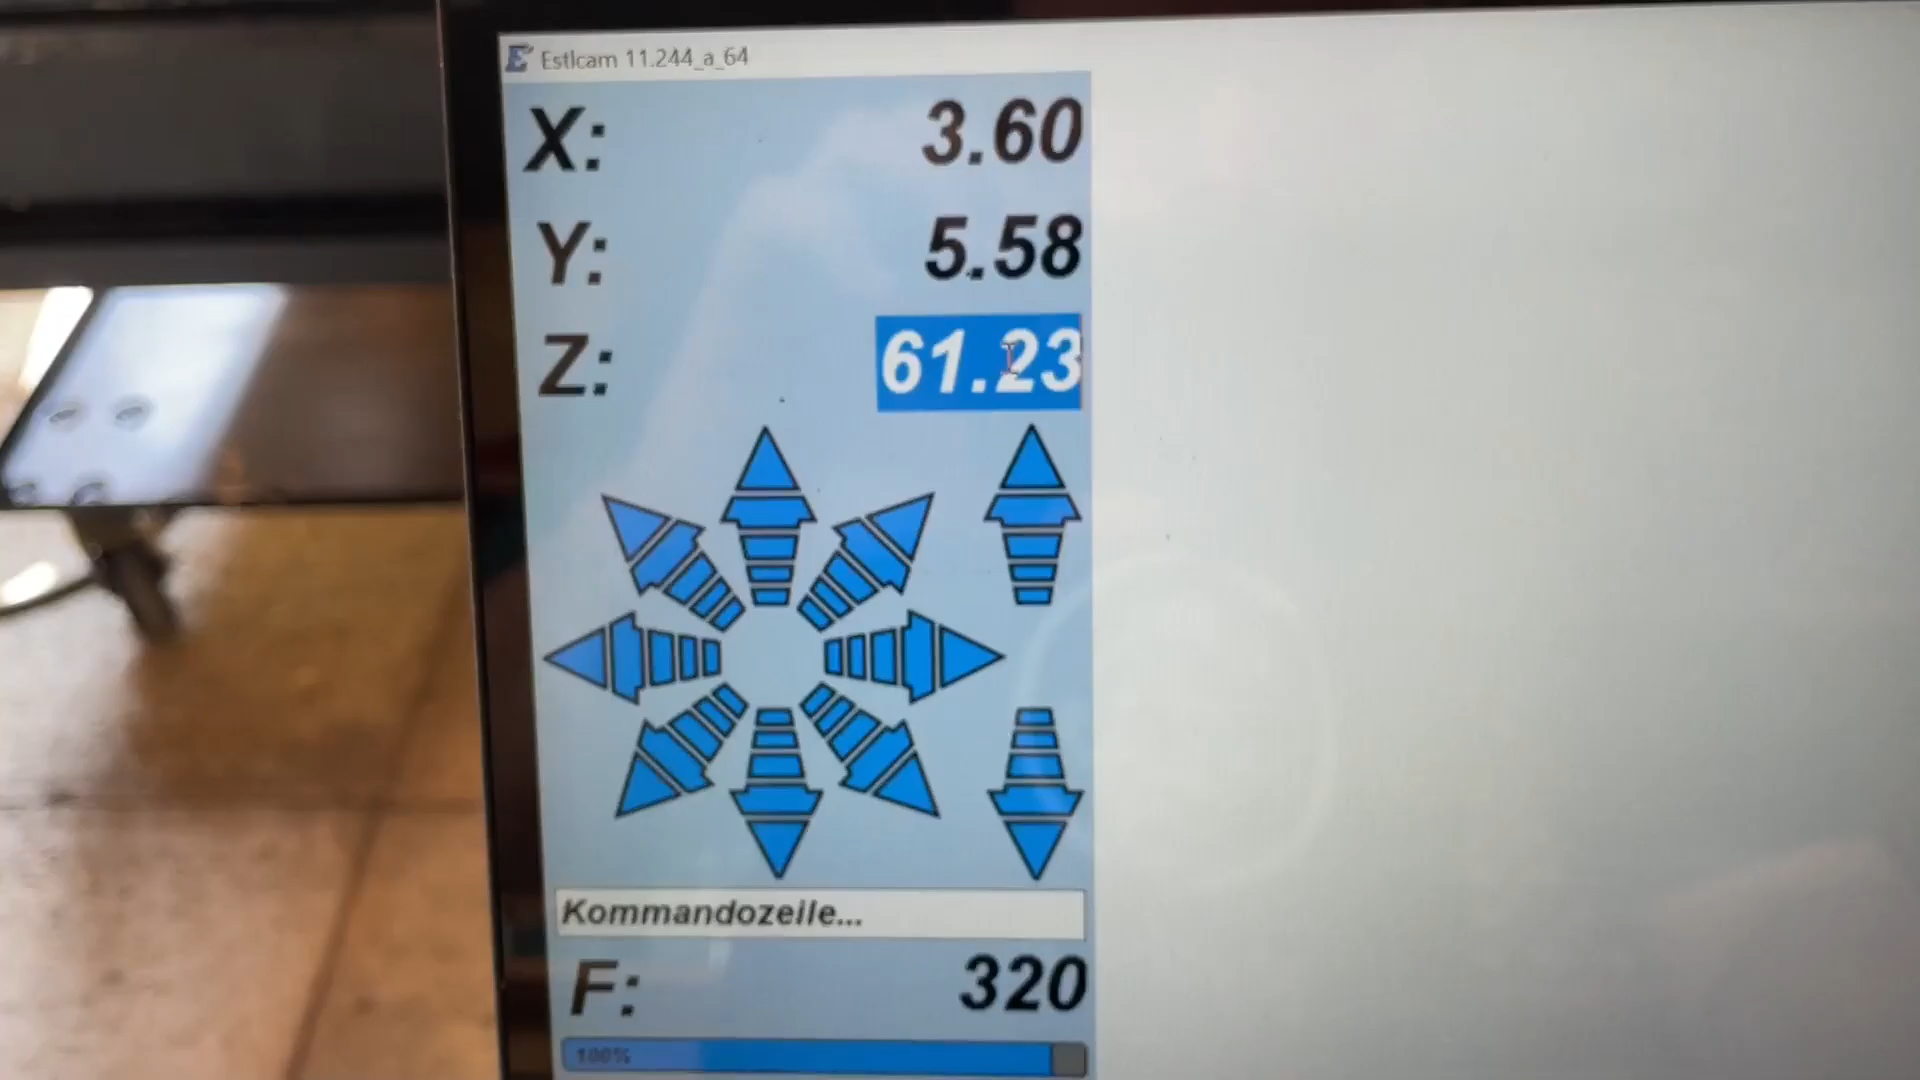 Estlcam 11.244_a_64
X: 3.60
Y: 5.58
Z: 61.23
Kommandozeile...
F: 320
100%